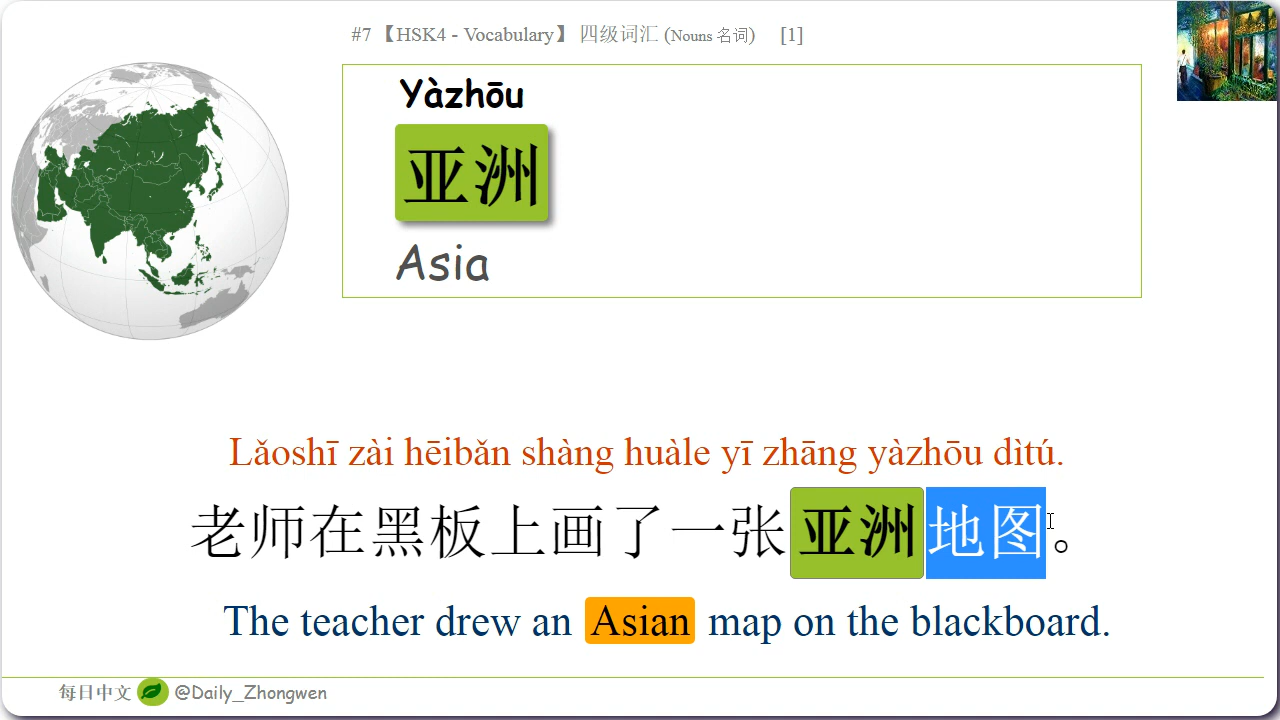 #7 【HSK4 - Vocabulary】 四级词汇 (Nouns 名词) [1]
Yàzhōu
亚洲
Asia
Lǎoshī zài hēibǎn shàng huàle yī zhāng yàzhōu dìtú.
老师在黑板上画了一张亚洲地图。
The teacher drew an Asian map on the blackboard.
每日中文 @Daily_Zhongwen